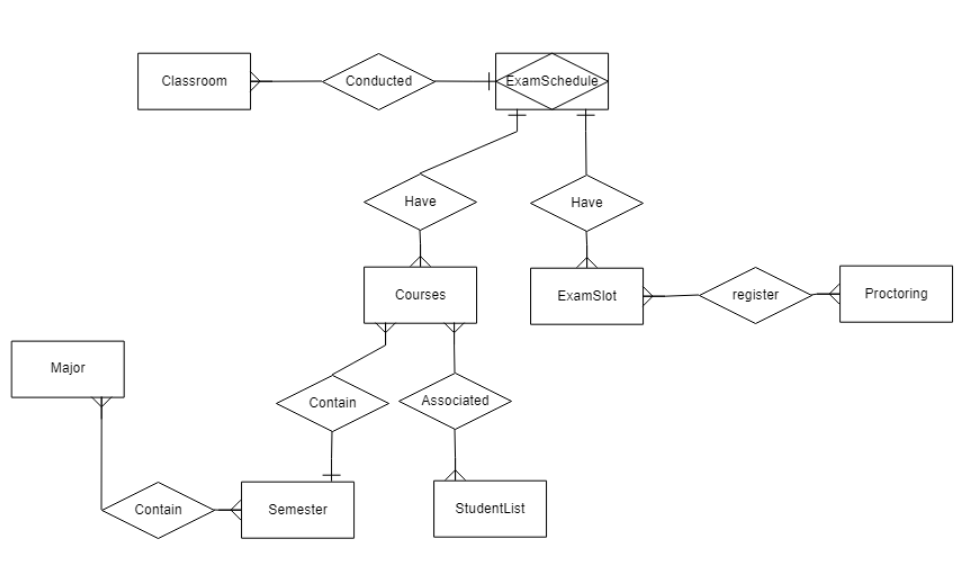 Classroom
Conducted
ExamSchedule
Have
Have
Courses
ExamSlot
register
Proctoring
Major
Contain
Associated
Contain
Semester
StudentList